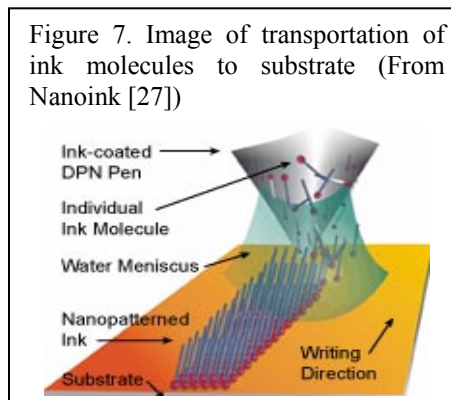 Figure 7. Image of transportation of
ink molecules to substrate (From
Nanoink [27])
Ink-coated
DPN Pen
Individual
Ink Molecule
Water Meniscus
Nanopatterned
Ink
Writing
Direction
Substrate